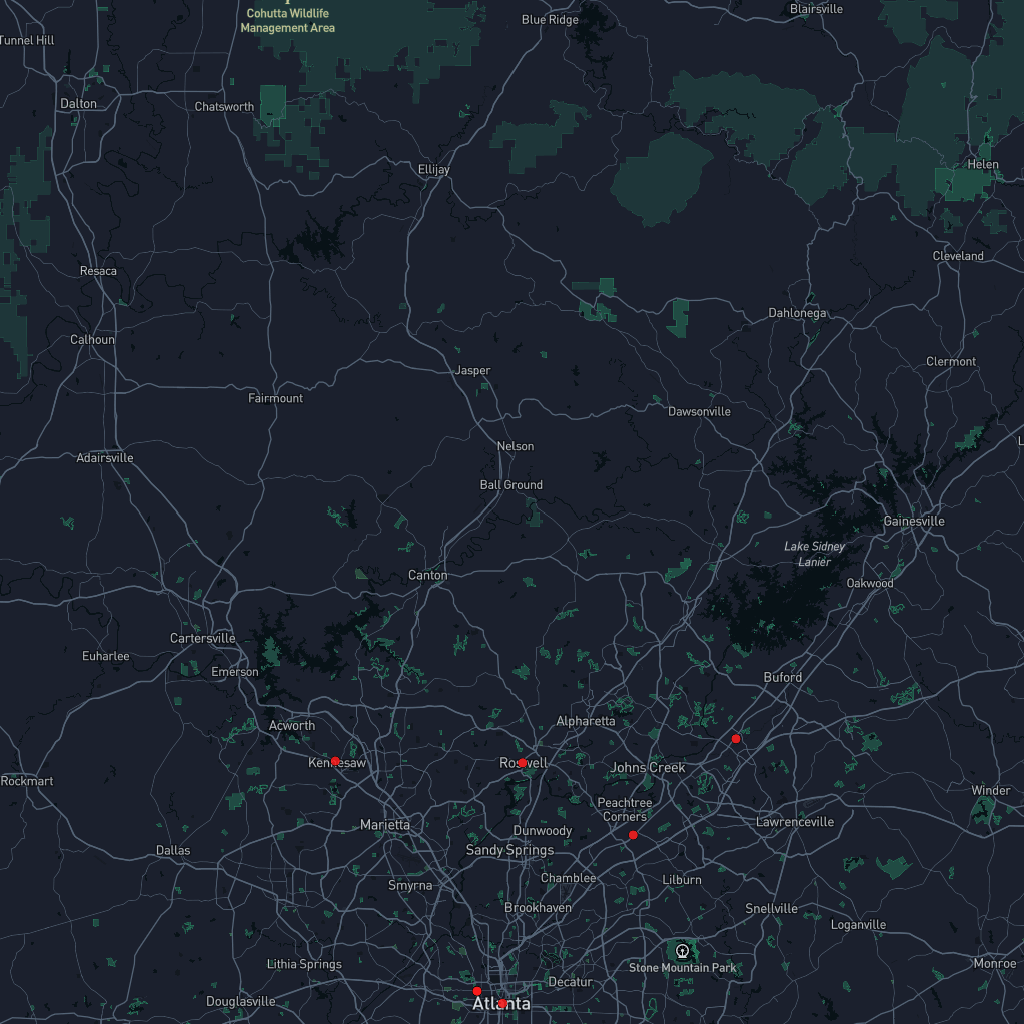 Cohutta Wildlife
Management Area
Blue Ridge
Blairsville
Tunnel Hill
Dalton
Chatsworth
Ellijay
Helen
Resaca
Cleveland
Calhoun
Dahlonega
Jasper
Clermont
Fairmount
Dawsonville
Nelson
Adairsville
Ball Ground
Gainesville
Lake Sidney
Lanier
Canton
Oakwood
Cartersville
Euharlee
Emerson
Buford
Acworth
Alpharetta
Kennesaw
Roswell
Johns Creek
Rockmart
Winder
Peachtree
Corners
Marietta
Dunwoody
Lawrenceville
Dallas
Sandy Springs
Smyrna
Chamblee
Lilburn
Brookhaven
Snellville
Loganville
Lithia Springs
Stone Mountain Park
Monroe
Decatur
Douglasville
Atlanta